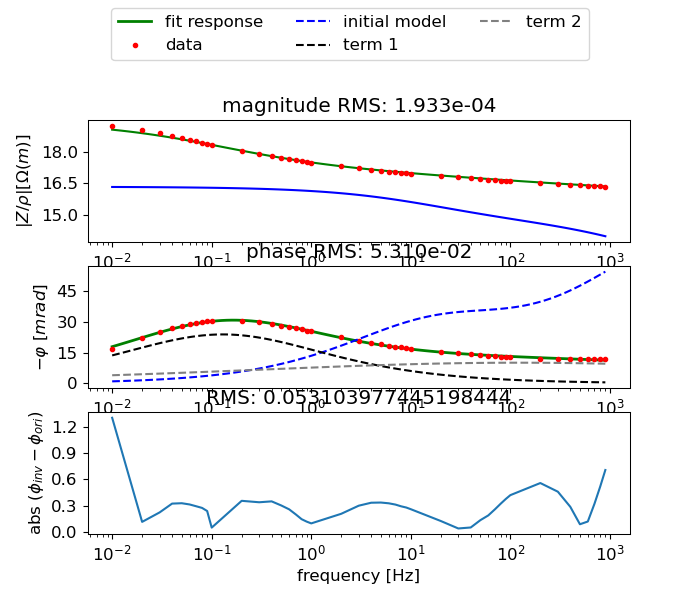 fit response
data
initial model
term 1
term 2
magnitude RMS: 1.933e-04
|Z/ρ|[Ω(m)]
18.0
16.5
15.0
10⁻² 10⁻¹ 10⁰ 10¹ 10² 10³
phase RMS: 5.310e-02
−φ [mrad]
45
30
15
0
10⁻² 10⁻¹ 10⁰ 10¹ 10² 10³
RMS: 0.053103977445198444
abs (ϕinv − ϕori)
1.2
0.9
0.6
0.3
0.0
10⁻² 10⁻¹ 10⁰ 10¹ 10² 10³
frequency [Hz]